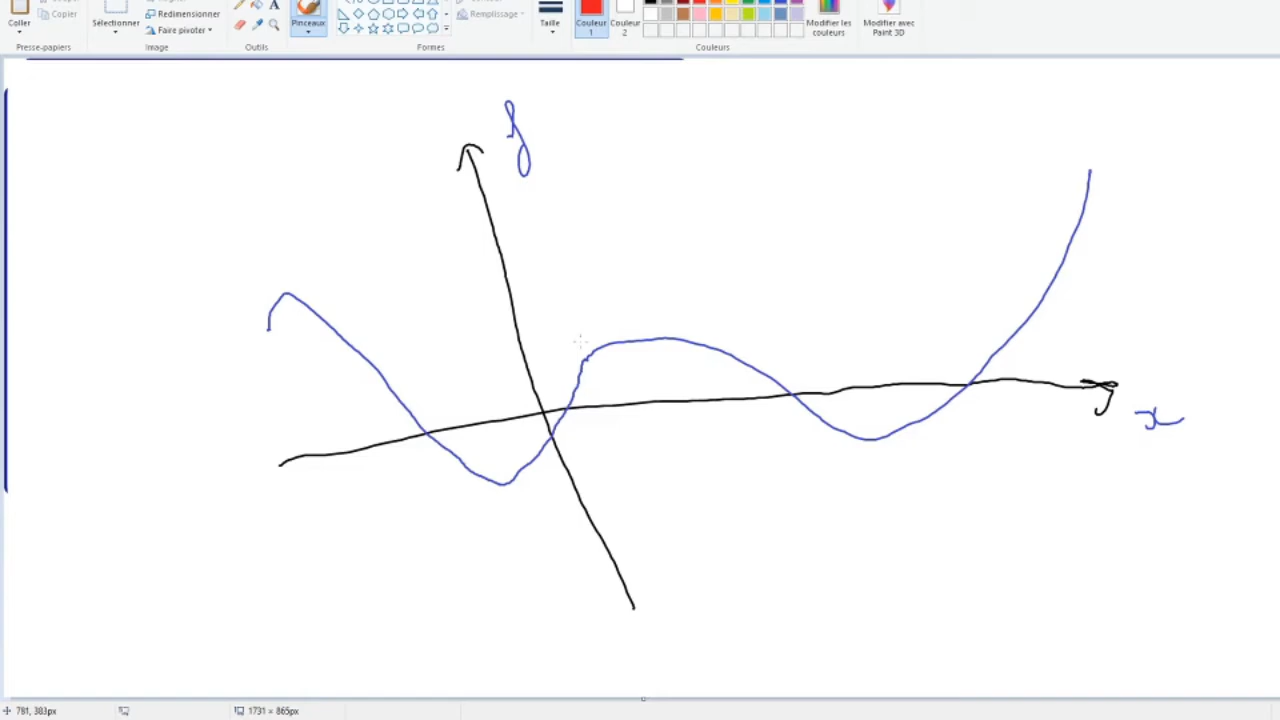 Coller
Copier
Sélectionner
Redimensionner
Faire pivoter
Pinceaux
Remplissage
Taille
Couleur 1
Couleur 2
Modifier les couleurs
Modifier avec Paint 3D
Presse-papiers
Image
Outils
Formes
Couleurs
A
f
x
781, 383px
1731 × 865px